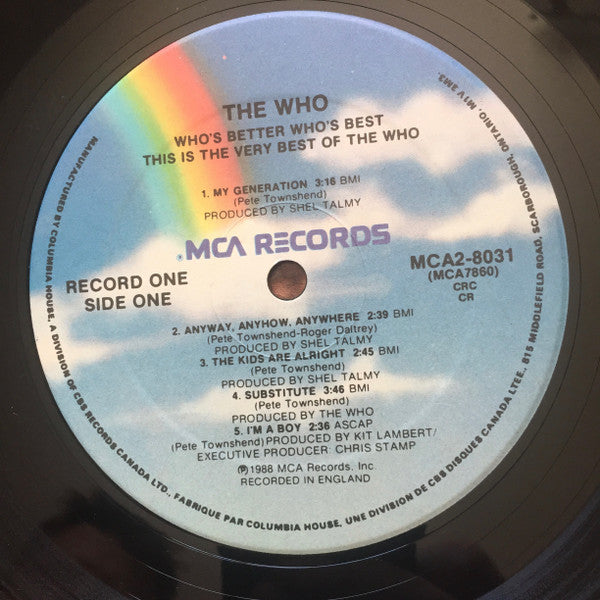 THE WHO
WHO'S BETTER WHO'S BEST
THIS IS THE VERY BEST OF THE WHO
1. MY GENERATION 3:16 BMI
(Pete Townshend)
PRODUCED BY SHEL TALMY
MCA RECORDS
RECORD ONE
SIDE ONE
MCA2-8031
(MCA7860)
CRC
CR
2. ANYWAY, ANYHOW, ANYWHERE 2:39 BMI
(Pete Townshend-Roger Daltrey)
PRODUCED BY SHEL TALMY
3. THE KIDS ARE ALRIGHT 2:45 BMI
(Pete Townshend)
PRODUCED BY SHEL TALMY
4. SUBSTITUTE 3:46 BMI
(Pete Townshend)
PRODUCED BY THE WHO
5. I'M A BOY 2:36 ASCAP
(Pete Townshend) PRODUCED BY KIT LAMBERT/
EXECUTIVE PRODUCER: CHRIS STAMP
℗1988 MCA Records, Inc.
RECORDED IN ENGLAND
MANUFACTURED BY COLUMBIA HOUSE, A DIVISION OF CBS RECORDS CANADA LTD., FABRIQUE PAR COLUMBIA HOUSE, UNE DIVISION DE CBS DISQUES CANADA LTEE. 815 MIDDLEFIELD ROAD, SCARBOROUGH, ONTARIO, M1V 2M3.